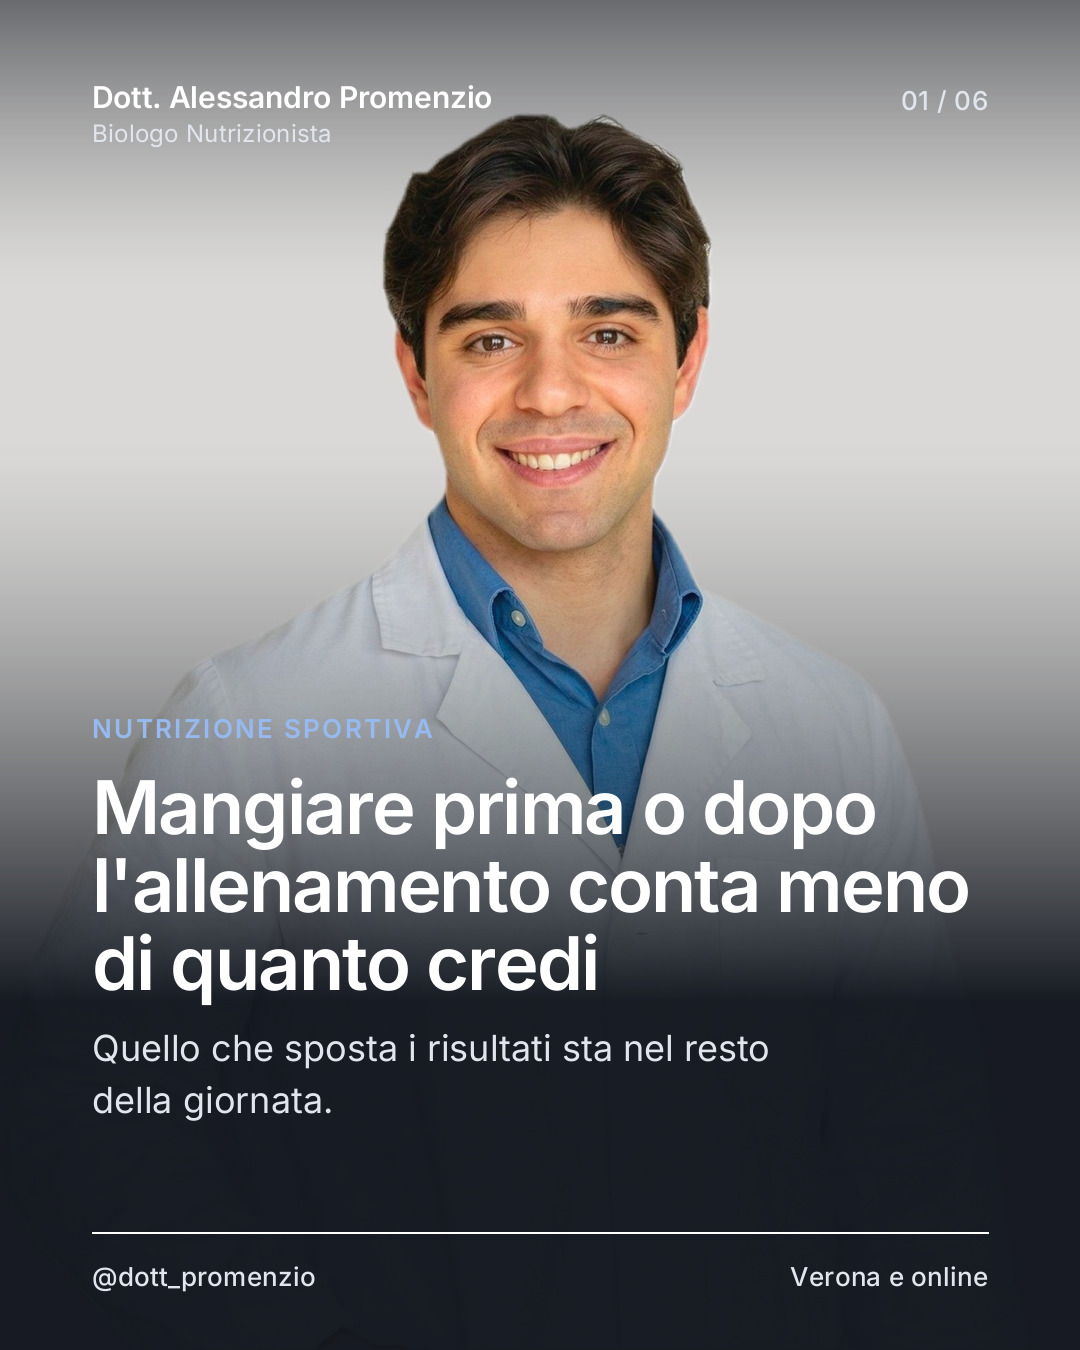 Dott. Alessandro Promenzio
01 / 06
Biologo Nutrizionista
NUTRIZIONE SPORTIVA
Mangiare prima o dopo
l'allenamento conta meno
di quanto credi
Quello che sposta i risultati sta nel resto
della giornata.
@dott_promenzio
Verona e online